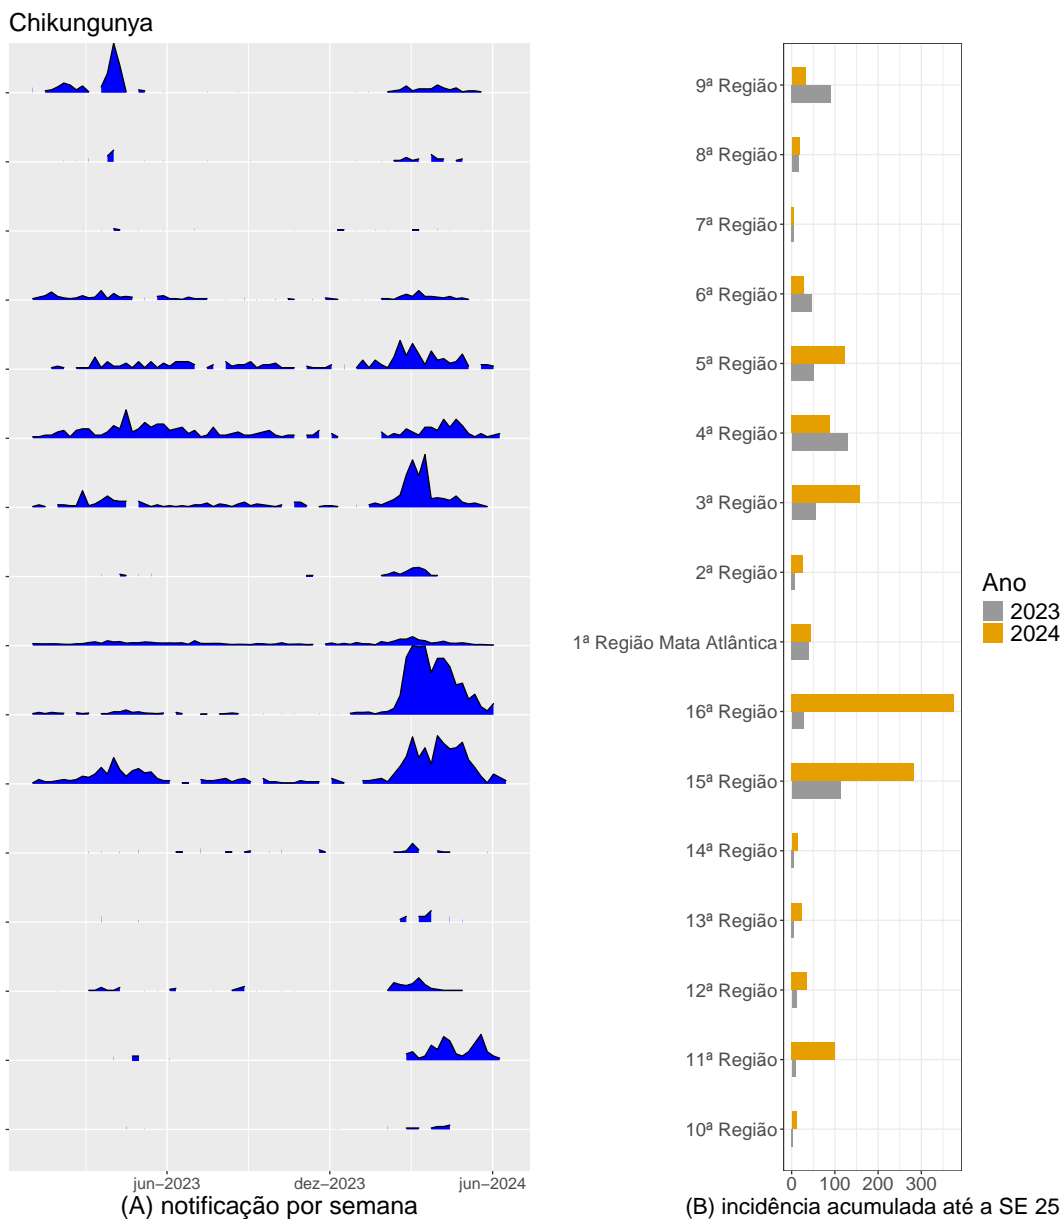 Chikungunya
9ª Região
8ª Região
7ª Região
6ª Região
5ª Região
4ª Região
3ª Região
2ª Região
1ª Região Mata Atlântica
16ª Região
15ª Região
14ª Região
13ª Região
12ª Região
11ª Região
10ª Região
Ano
2023
2024
jun–2023 dez–2023 jun–2024
0 100 200 300
(A) notificação por semana
(B) incidência acumulada até a SE 25